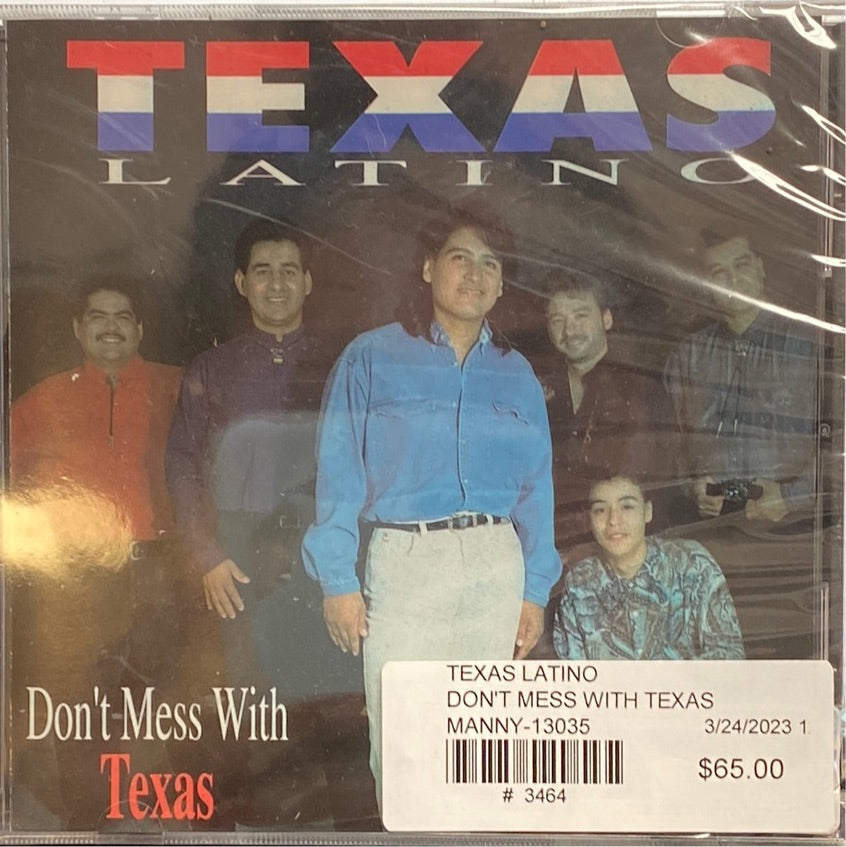 TEXAS
LATINO
Don't Mess With
Texas
TEXAS LATINO
DON'T MESS WITH TEXAS
MANNY-13035 3/24/2023 1
$65.00
# 3464